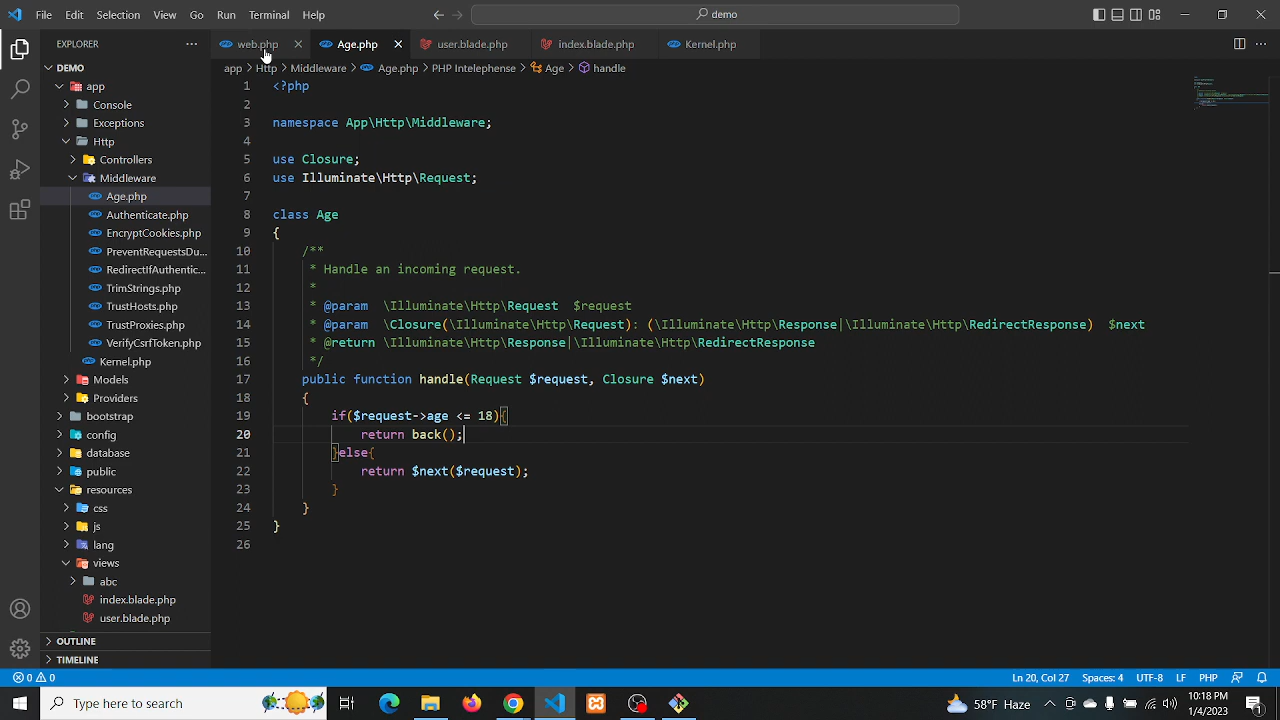 File Edit Selection View Go Run Terminal Help
demo
EXPLORER
web.php Age.php user.blade.php index.blade.php Kernel.php
DEMO
app > Http > Middleware > Age.php > PHP Intelephense > Age > handle
app
Console
Exceptions
Http
Controllers
Middleware
Age.php
Authenticate.php
EncryptCookies.php
PreventRequestsDu...
RedirectIfAuthentic...
TrimStrings.php
TrustHosts.php
TrustProxies.php
VerifyCsrfToken.php
Kernel.php
Models
Providers
bootstrap
config
database
public
resources
css
js
lang
views
abc
index.blade.php
user.blade.php
OUTLINE
TIMELINE
1 <?php
2
3 namespace App\Http\Middleware;
4
5 use Closure;
6 use Illuminate\Http\Request;
7
8 class Age
9 {
10 /**
11 * Handle an incoming request.
12 *
13 * @param \Illuminate\Http\Request $request
14 * @param \Closure(\Illuminate\Http\Request): (\Illuminate\Http\Response|\Illuminate\Http\RedirectResponse) $next
15 * @return \Illuminate\Http\Response|\Illuminate\Http\RedirectResponse
16 */
17 public function handle(Request $request, Closure $next)
18 {
19 if($request->age <= 18){
20 return back();
21 }else{
22 return $next($request);
23 }
24 }
25 }
26
0 0 Ln 20, Col 27 Spaces: 4 UTF-8 LF PHP
Type here to search
58°F Haze
10:18 PM
1/4/2023